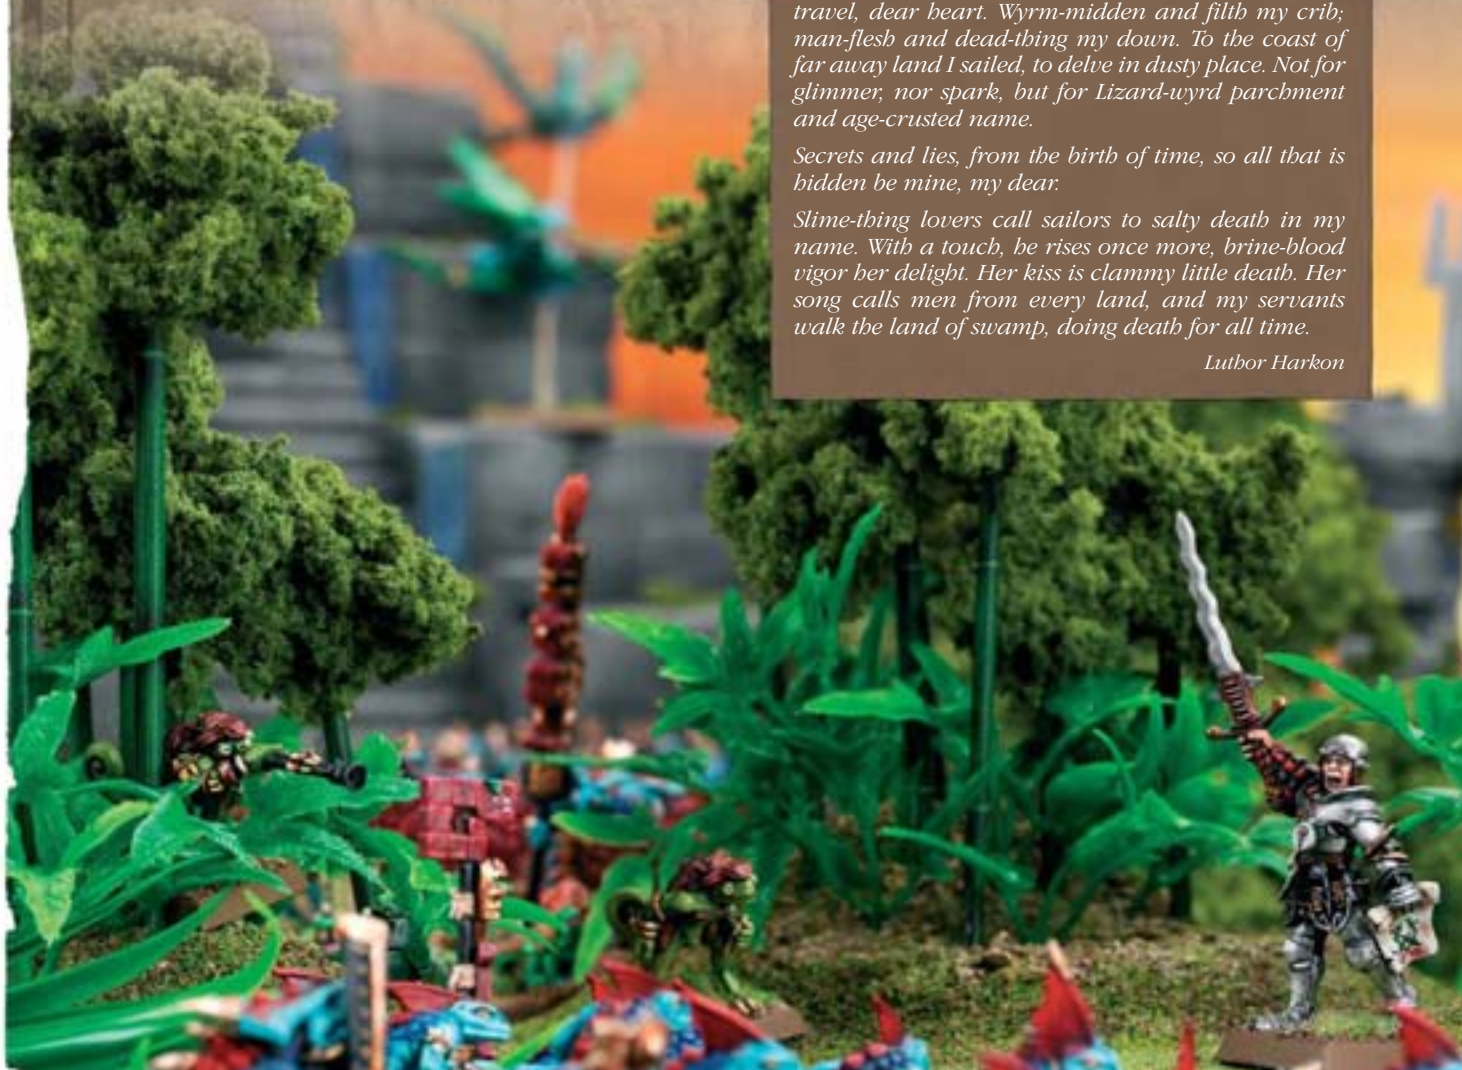 travel, dear heart. Wyrm-midden and filth my crib;
man-flesh and dead-thing my down. To the coast of
far away land I sailed, to delve in dusty place. Not for
glimmer, nor spark, but for Lizard-wyrd parchment
and age-crusted name.
Secrets and lies, from the birth of time, so all that is
hidden be mine, my dear.
Slime-thing lovers call sailors to salty death in my
name. With a touch, he rises once more, brine-blood
vigor her delight. Her kiss is clammy little death. Her
song calls men from every land, and my servants
walk the land of swamp, doing death for all time.
Luthor Harkon